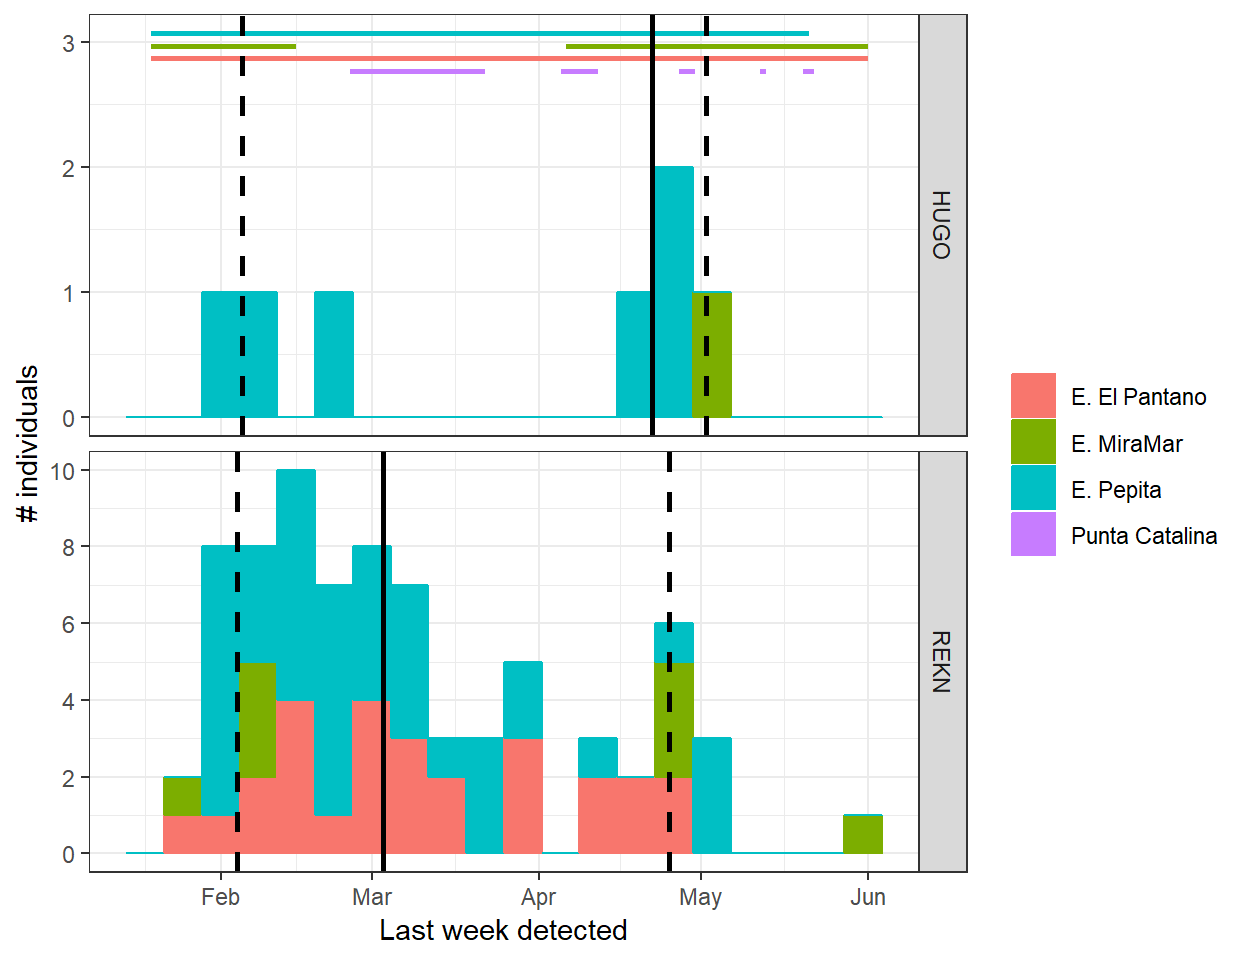 3
2
1
0
HUGO
10
8
6
4
2
0
REKN
# individuals
Feb Mar Apr May Jun
Last week detected
E. El Pantano
E. MiraMar
E. Pepita
Punta Catalina